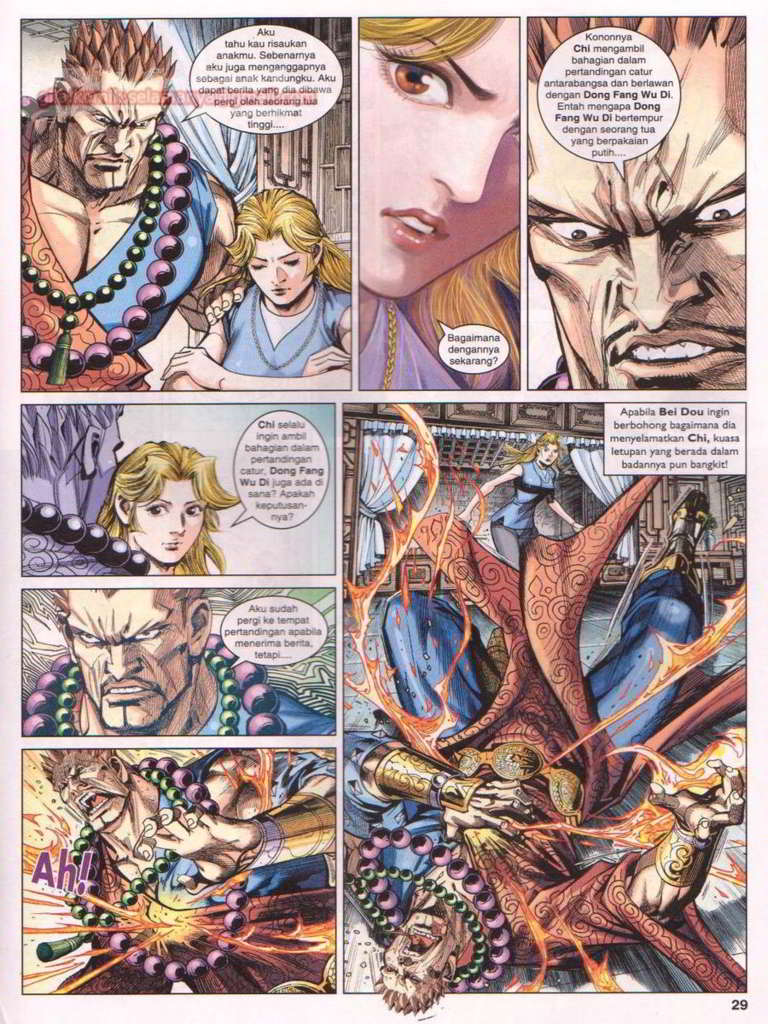 Aku
tahu kau risaukan
anakmu. Sebenarnya
aku juga menganggapnya
sebagai anak kandungku. Aku
dapat berita yang dia dibawa
pergi oleh seorang tua
yang berhikmat
tinggi....
Bagaimana
dengannya
sekarang?
Kononnya
Chi mengambil
bahagian dalam
pertandingan catur
antarabangsa dan berlawan
dengan Dong Fang Wu Di.
Entah mengapa Dong
Fang Wu Di bertempur
dengan seorang tua
yang berpakaian
putih....
Chi selalu
ingin ambil
bahagian dalam
pertandingan
catur, Dong Fang
Wu Di juga ada di
sana? Apakah
keputusan-
nya?
Aku sudah
pergi ke tempat
pertandingan apabila
menerima berita,
tetapi....
Ah!
Apabila Bei Dou ingin
berbohong bagaimana dia
menyelamatkan Chi, kuasa
letupan yang berada dalam
badannya pun bangkit!
29